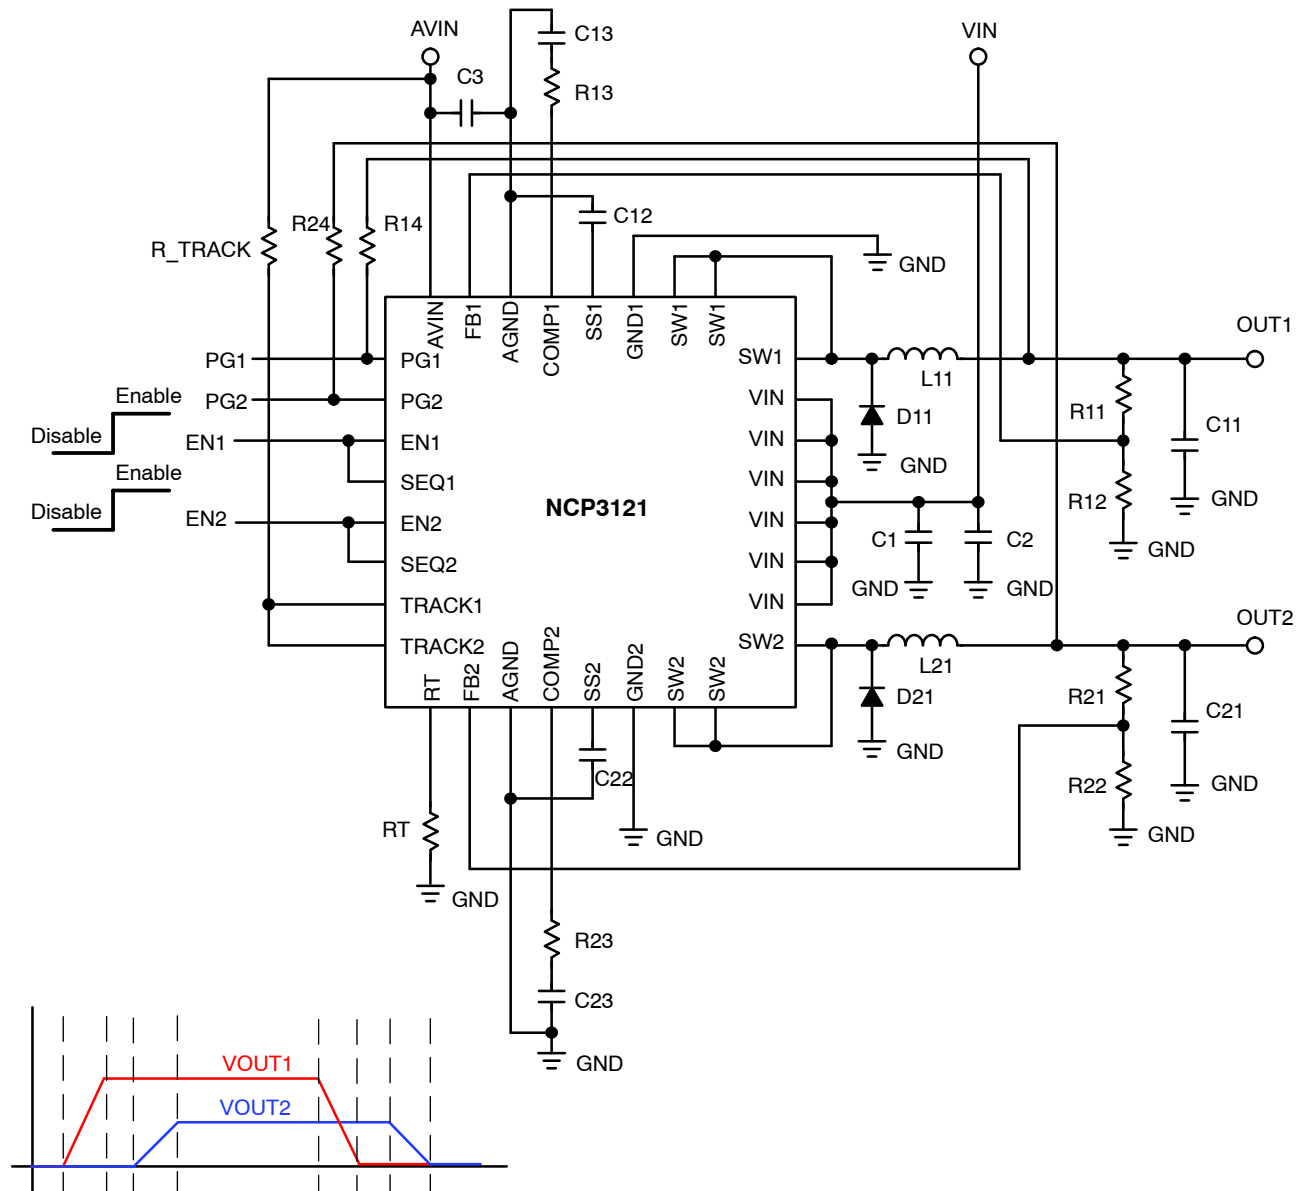 AVIN
C13
VIN
C3
R13
R24
R14
C12
R_TRACK
GND
AVIN
FB1
AGND
COMP1
SS1
GND1
SW1
SW1
OUT1
PG1
PG1
SW1
L11
Enable
PG2
PG2
VIN
D11
R11
C11
Disable
EN1
EN1
VIN
GND
Enable
SEQ1
VIN
R12
GND
Disable
EN2
EN2
NCP3121
VIN
C1
C2
GND
SEQ2
VIN
GND
GND
TRACK1
VIN
OUT2
TRACK2
SW2
L21
RT
FB2
AGND
COMP2
SS2
GND2
SW2
SW2
D21
R21
C21
GND
C22
R22
GND
RT
GND
GND
GND
R23
C23
GND
VOUT1
VOUT2